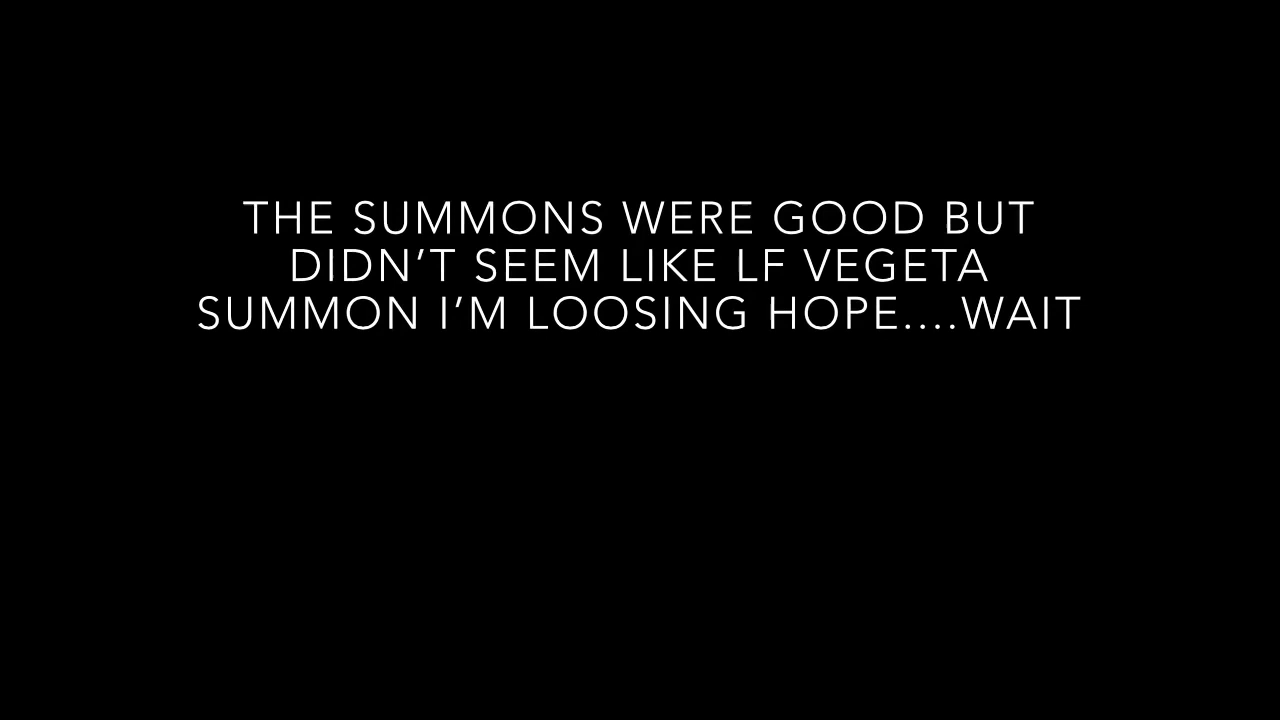 THE SUMMONS WERE GOOD BUT
DIDN’T SEEM LIKE LF VEGETA
SUMMON I’M LOOSING HOPE....WAIT